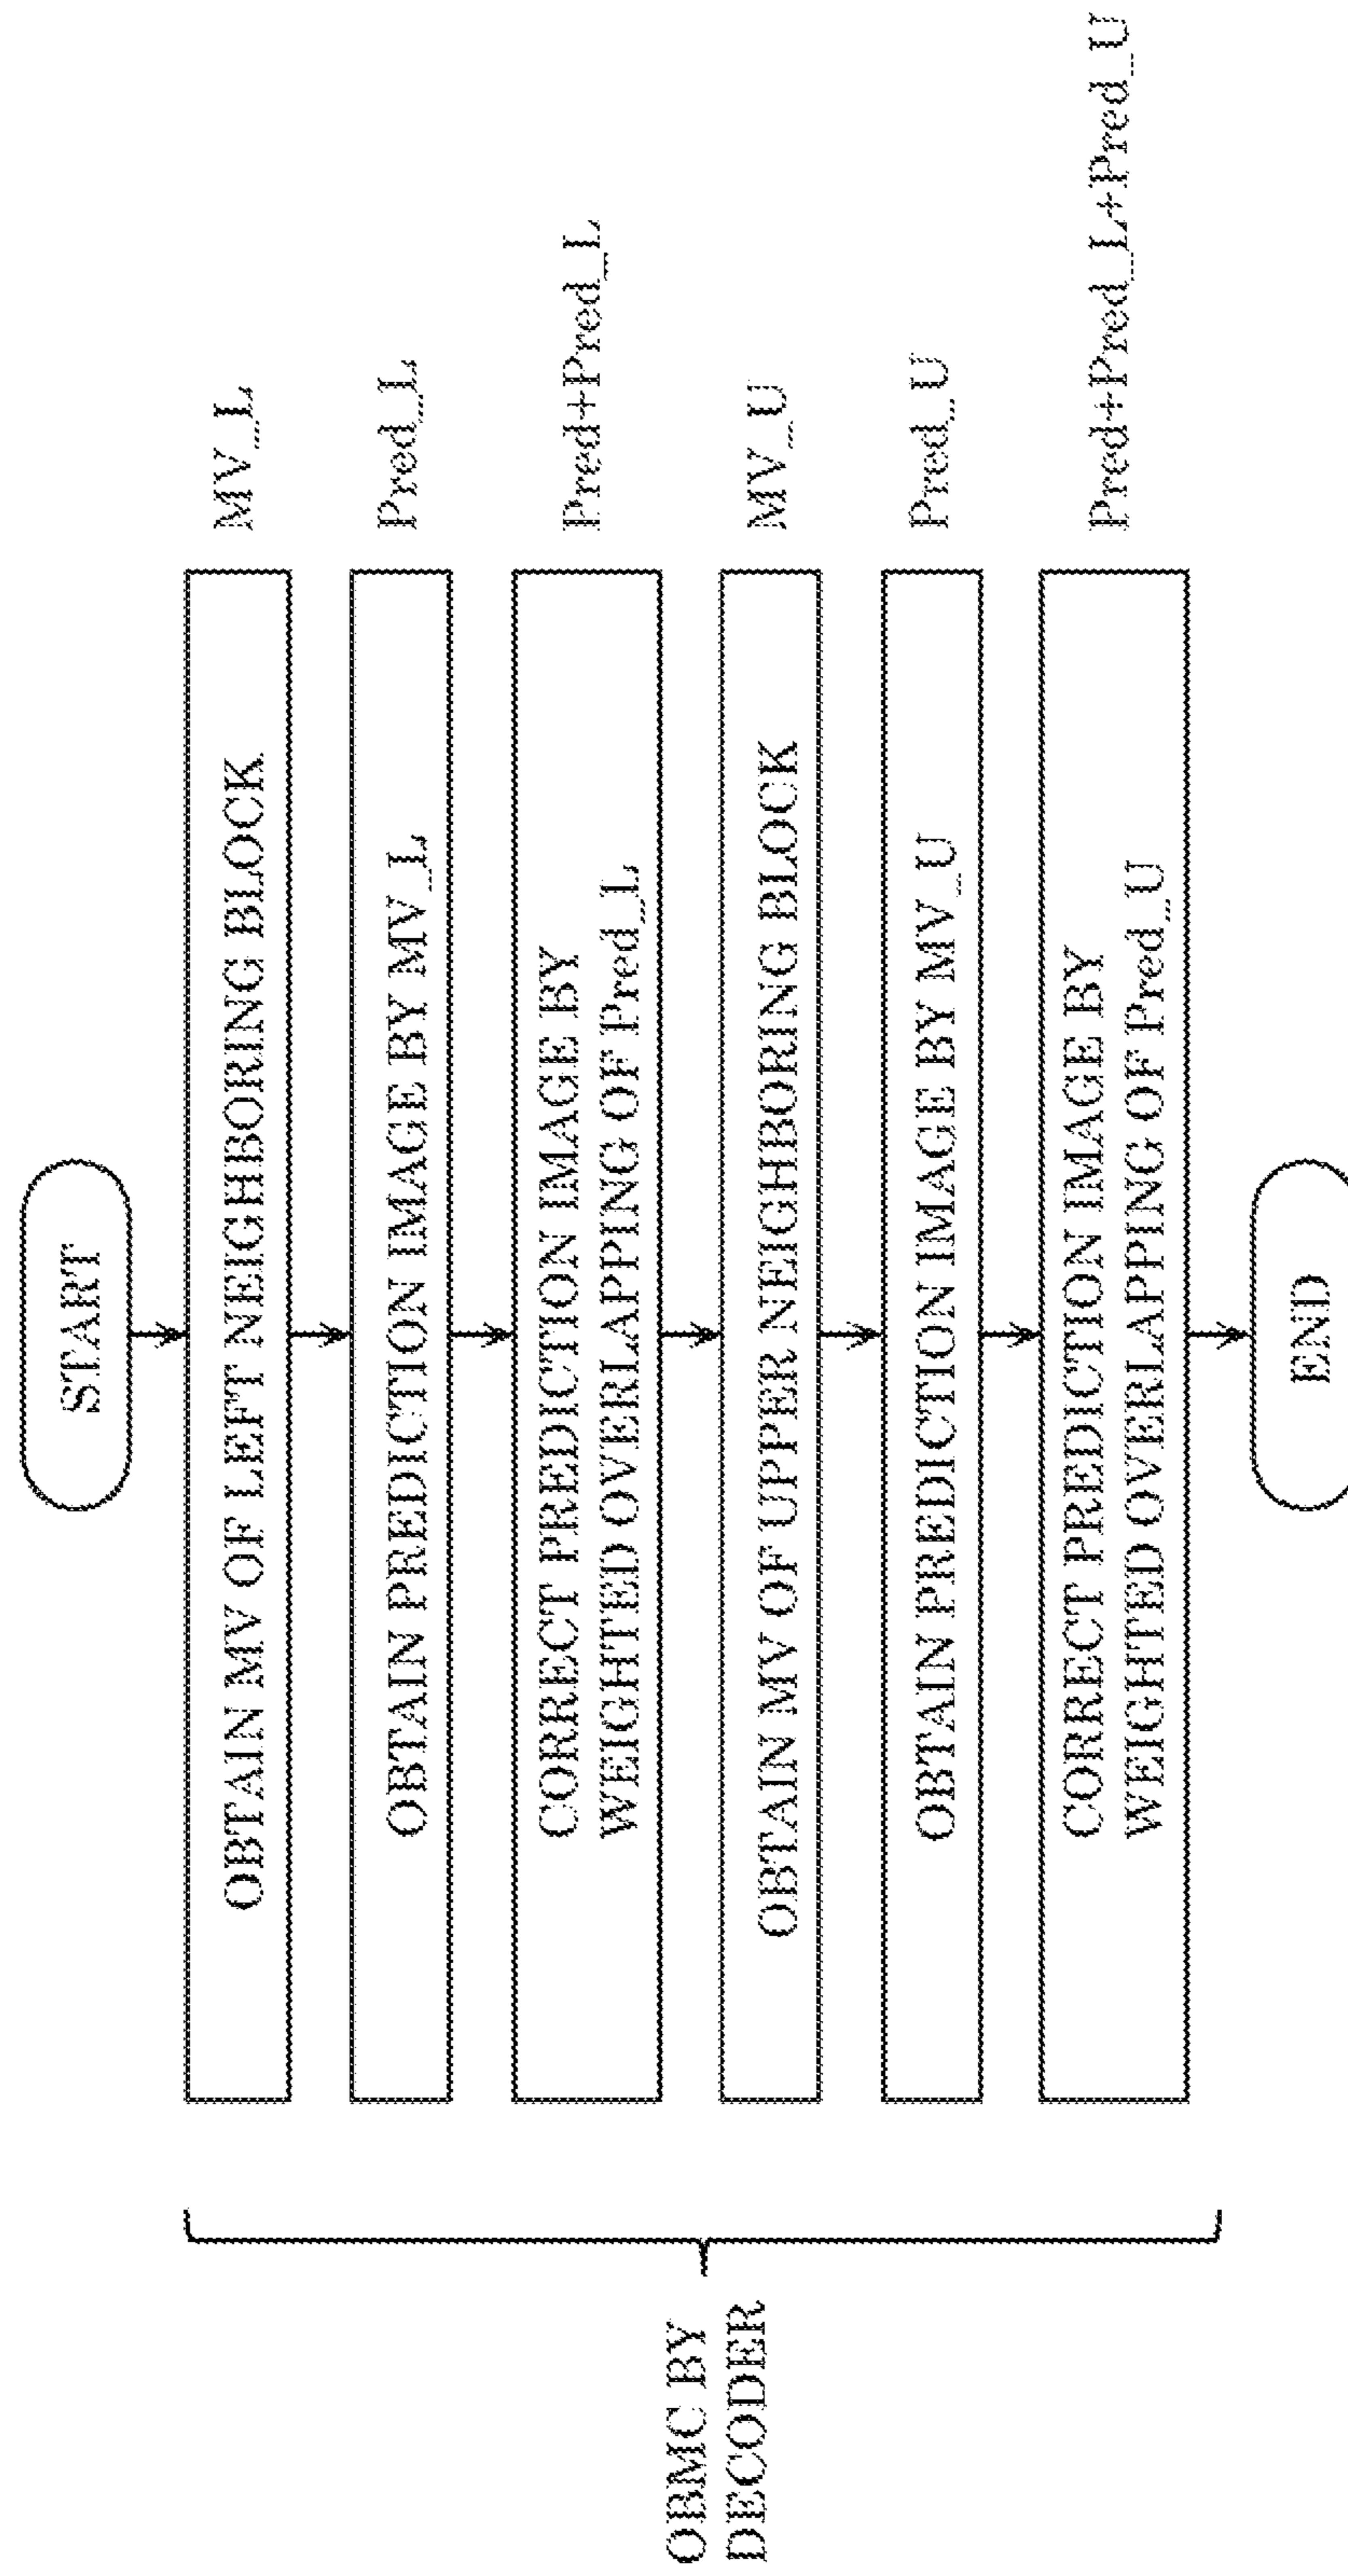 START
OBTAIN MV OF LEFT NEIGHBORING BLOCK
MV_L
OBTAIN PREDICTION IMAGE BY MV_L
Pred_L
CORRECT PREDICTION IMAGE BY
WEIGHTED OVERLAPPING OF Pred_L
Pred+Pred_L
OBMC BY
DECODER
OBTAIN MV OF UPPER NEIGHBORING BLOCK
MV_U
OBTAIN PREDICTION IMAGE BY MV_U
Pred_U
CORRECT PREDICTION IMAGE BY
WEIGHTED OVERLAPPING OF Pred_U
Pred+Pred_L+Pred_U
END